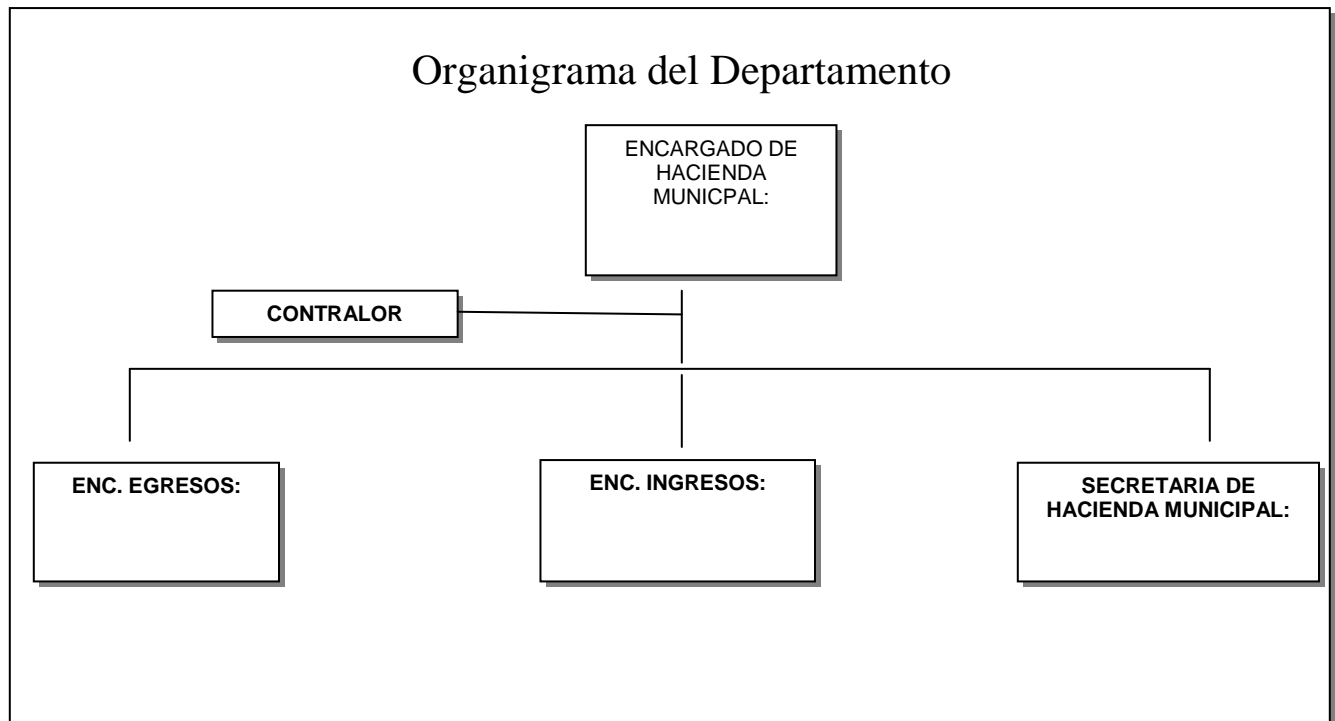 Organigrama del Departamento
ENCARGADO DE
HACIENDA
MUNICPAL:
CONTRALOR
ENC. EGRESOS:
ENC. INGRESOS:
SECRETARIA DE
HACIENDA MUNICIPAL: